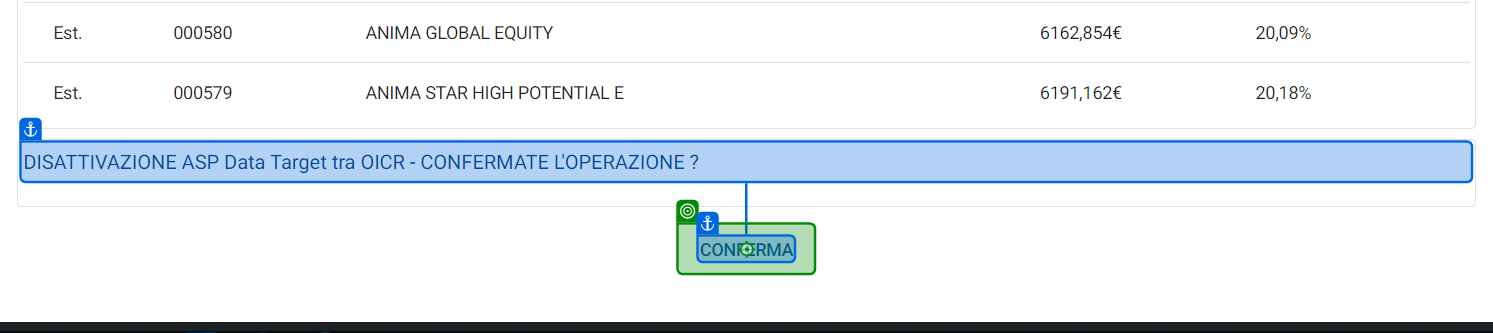 Est. 000580 ANIMA GLOBAL EQUITY 6162,854€ 20,09%
Est. 000579 ANIMA STAR HIGH POTENTIAL E 6191,162€ 20,18%
DISATTIVAZIONE ASP Data Target tra OICR - CONFERMATE L'OPERAZIONE ?
CONFERMA